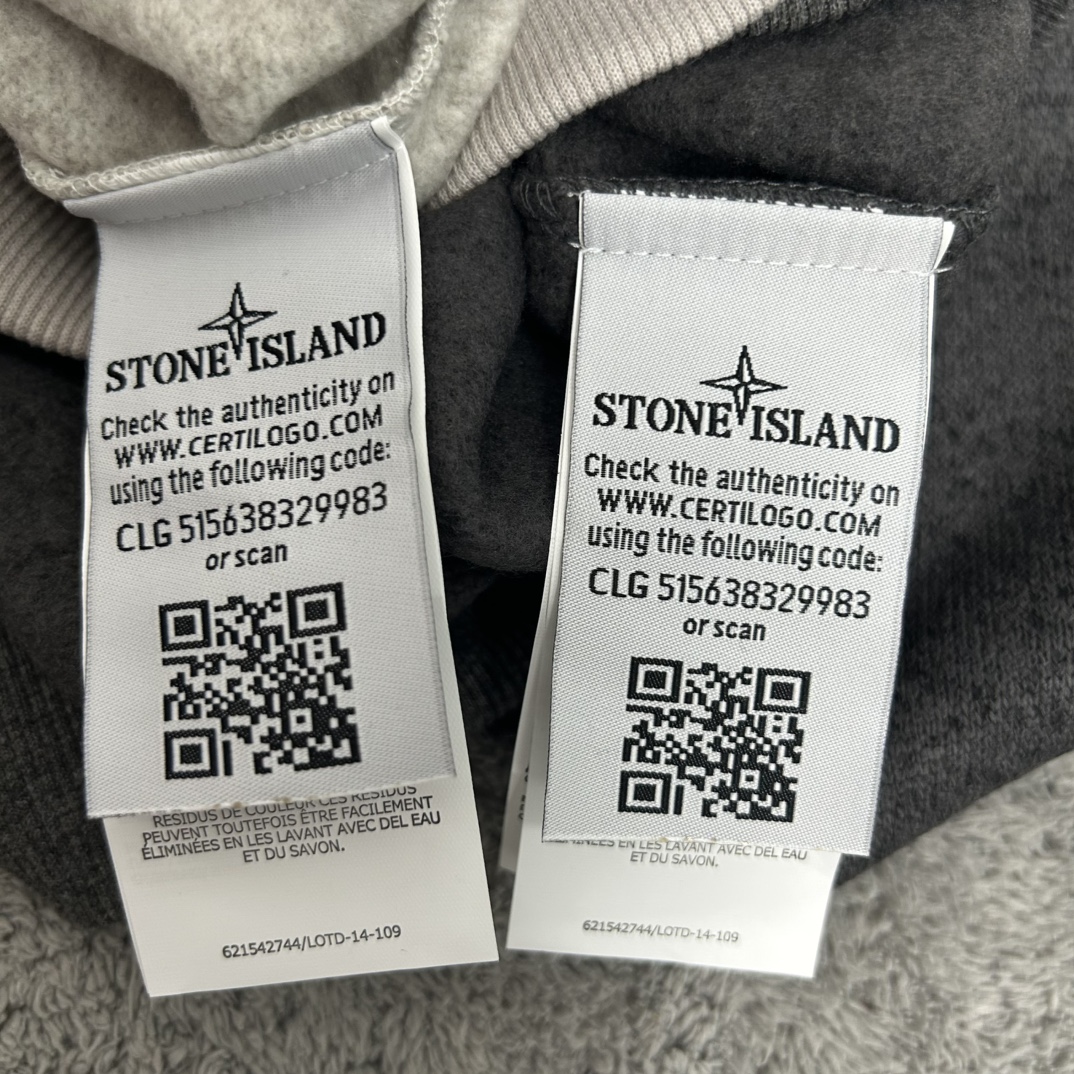 STONE ISLAND
Check the authenticity on
WWW.CERTILOGO.COM
using the following code:
CLG 515638329983
or scan
RESIDUS DE COULEUR CES RESIDUS
PEUVENT TOUTEFOIS ÊTRE FACILEMENT
ÉLIMINÉES EN LES LAVANT AVEC DEL EAU
ET DU SAVON.
621542744/LOTD-14-109
STONE ISLAND
Check the authenticity on
WWW.CERTILOGO.COM
using the following code:
CLG 515638329983
or scan
EN LES LAVANT AVEC DEL EAU
ET DU SAVON.
621542744/LOTD-14-109